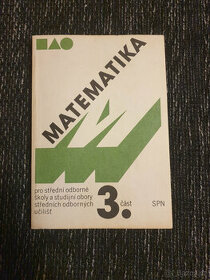 MATEMATIKA
pro střední odborné
školy a studijní obory
středních odborných
učilišť
3. část
SPN